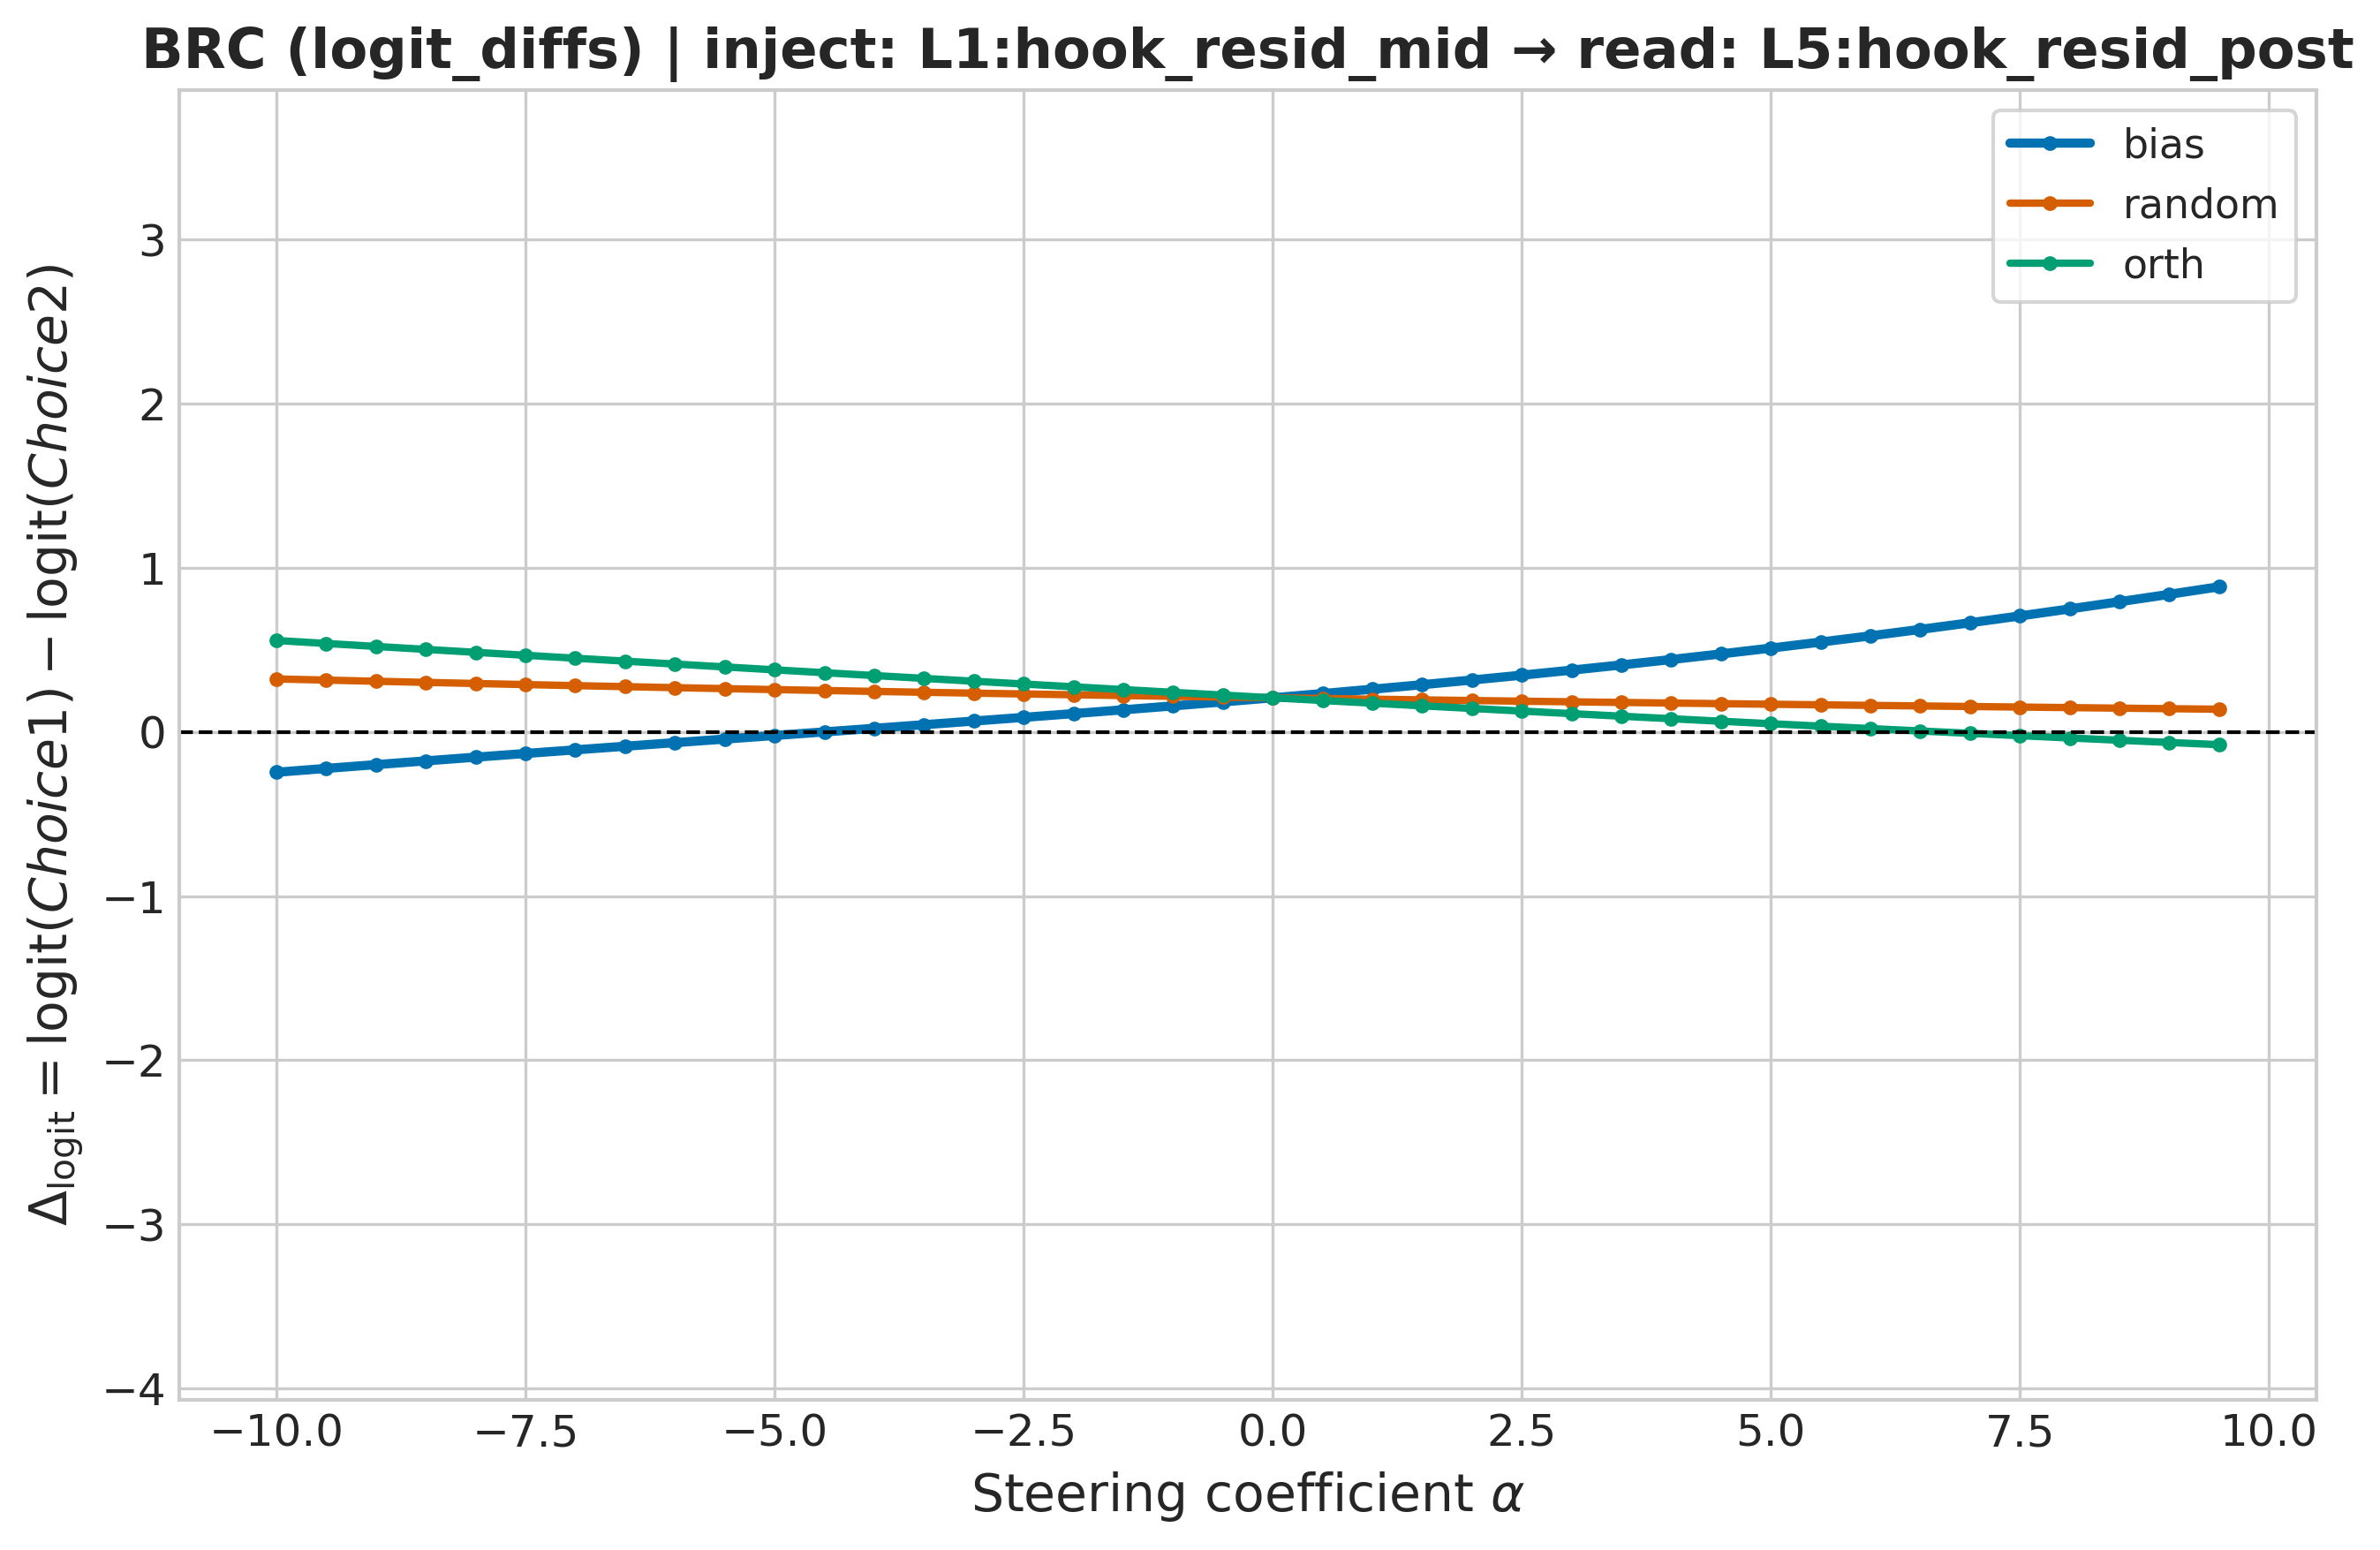 BRC (logit_diffs) | inject: L1:hook_resid_mid → read: L5:hook_resid_post
bias
random
orth
Δlogit = logit(Choice1) − logit(Choice2)
3
2
1
0
−1
−2
−3
−4
−10.0 −7.5 −5.0 −2.5 0.0 2.5 5.0 7.5 10.0
Steering coefficient α